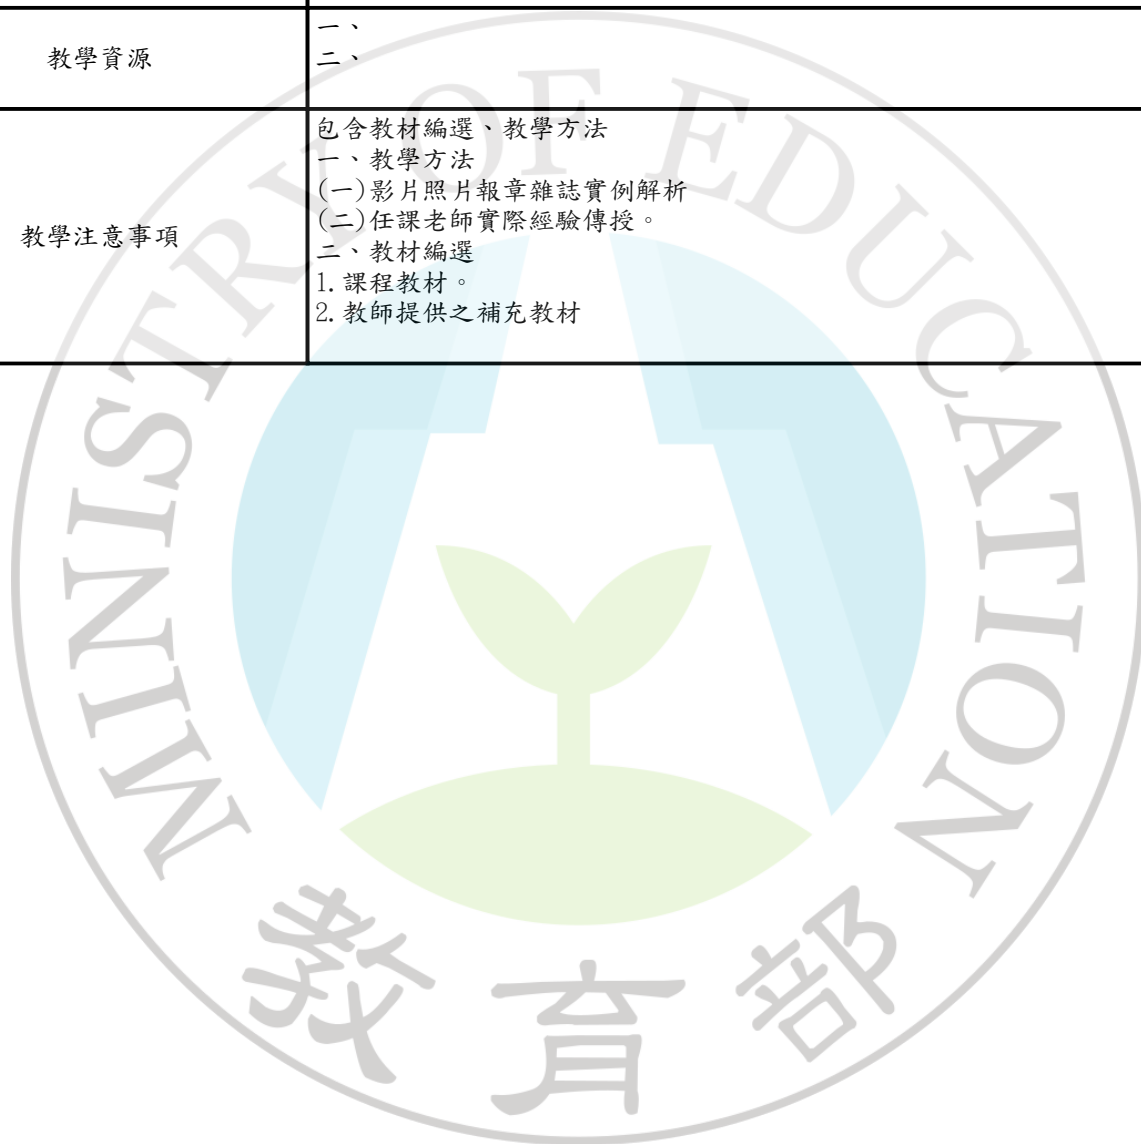 教學資源
一、
二、
教學注意事項
包含教材編選、教學方法
一、教學方法
(一)影片照片報章雜誌實例解析
(二)任課老師實際經驗傳授。
二、教材編選
1.課程教材。
2.教師提供之補充教材
MINISTRY OF EDUCATION
教育部